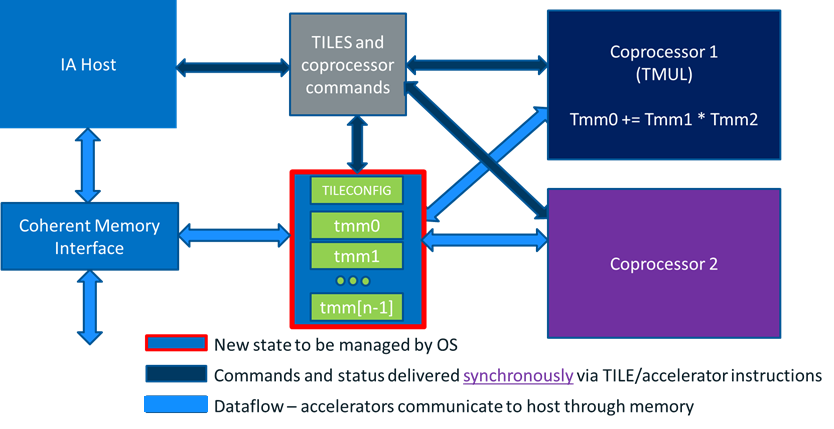 IA Host
TILES and
coprocessor
commands
Coprocessor 1
(TMUL)
Tmm0 += Tmm1 * Tmm2
Coherent Memory
Interface
TILECONFIG
tmm0
tmm1
tmm[n-1]
Coprocessor 2
New state to be managed by OS
Commands and status delivered synchronously via TILE/accelerator instructions
Dataflow – accelerators communicate to host through memory